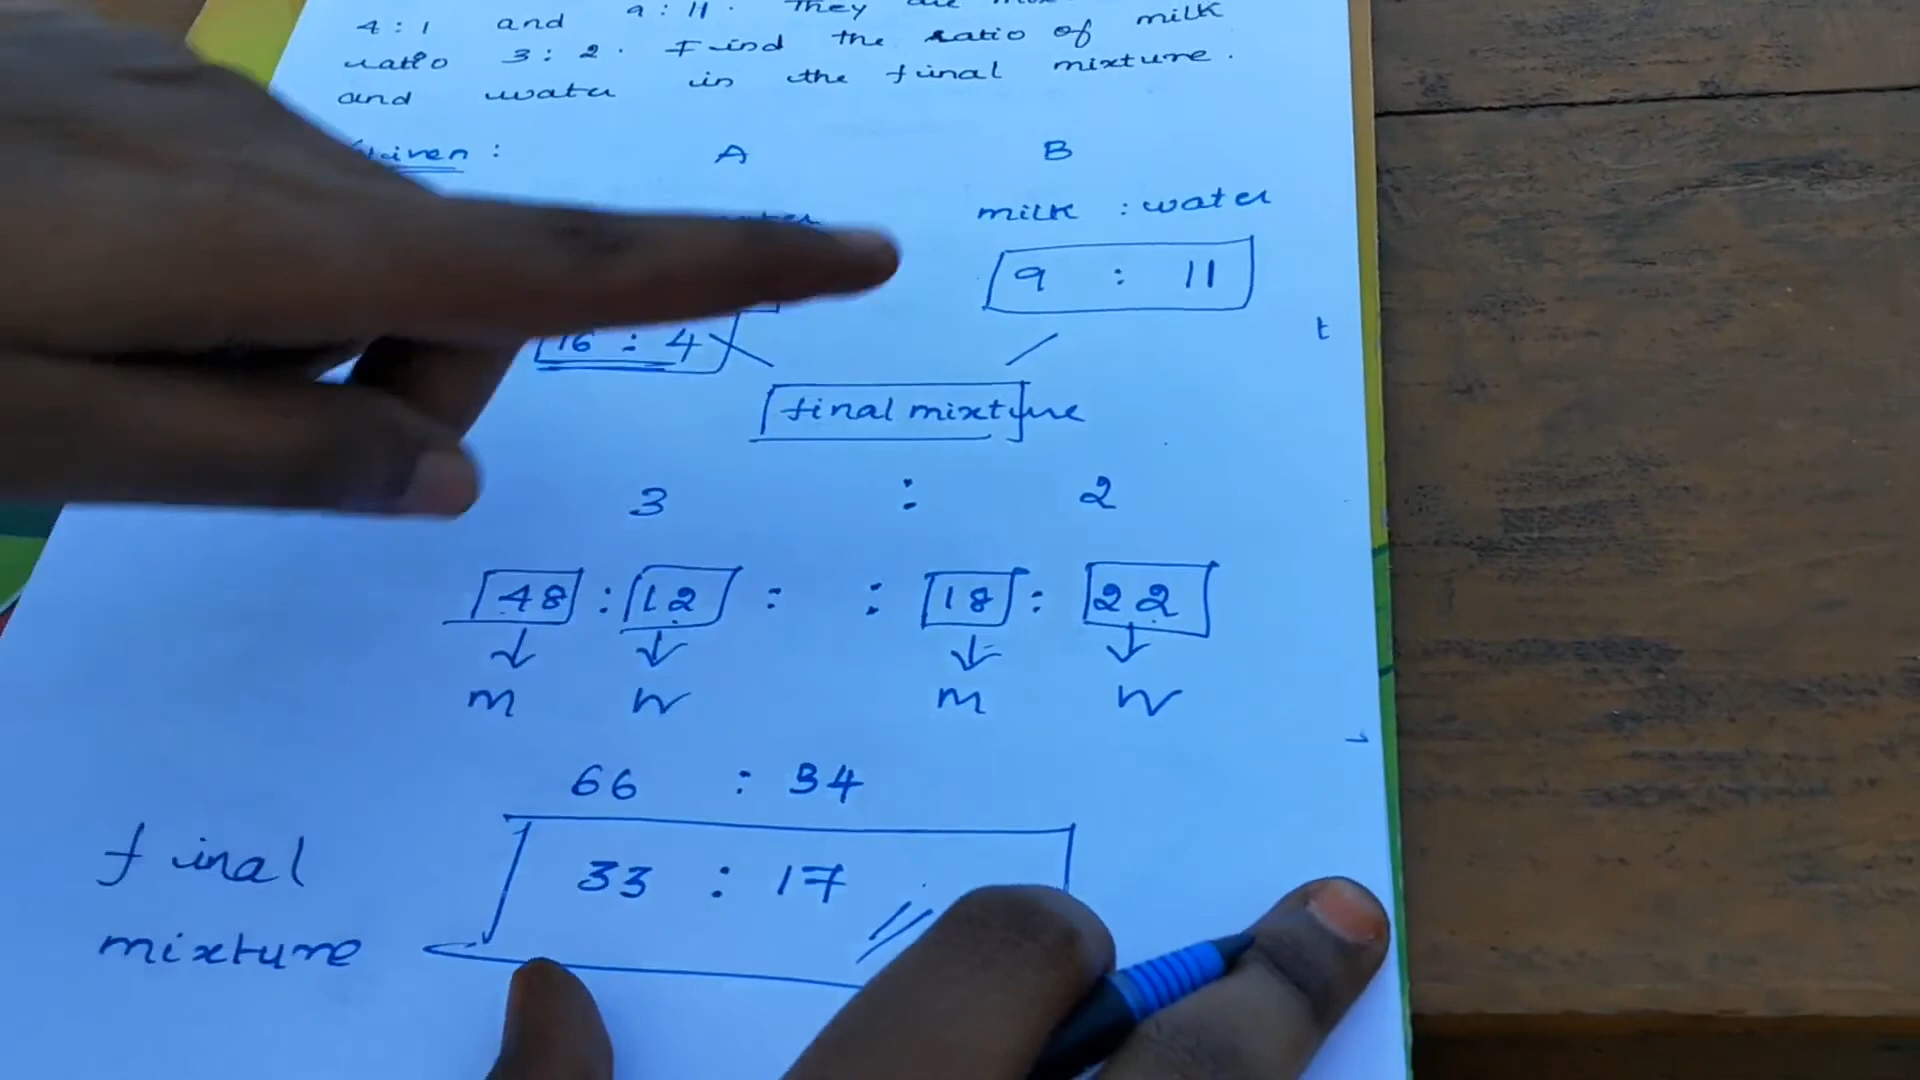 4 : 1 and 9 : 11. They
ratio 3 : 2. Find the ratio of milk
and water in the final mixture.
Given : A B
water milk : water
9 : 11
16 : 4
t
final mixture
3 : 2
48 : 12 : : 18 : 22
m w m w
66 : 34
final 33 : 17
mixture